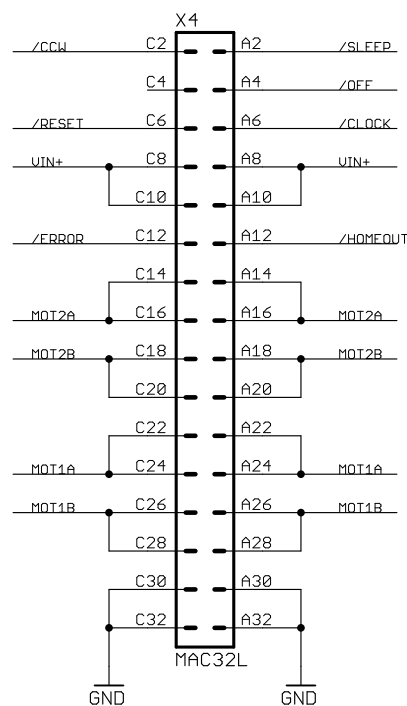 X4
/CCW C2 A2 /SLEEP
C4 A4 /OFF
/RESET C6 A6 /CLOCK
VIN+ C8 A8 VIN+
C10 A10
/ERROR C12 A12 /HOMEOUT
C14 A14
MOT2A C16 A16 MOT2A
MOT2B C18 A18 MOT2B
C20 A20
C22 A22
MOT1A C24 A24 MOT1A
MOT1B C26 A26 MOT1B
C28 A28
C30 A30
C32 A32
MAC32L
GND GND